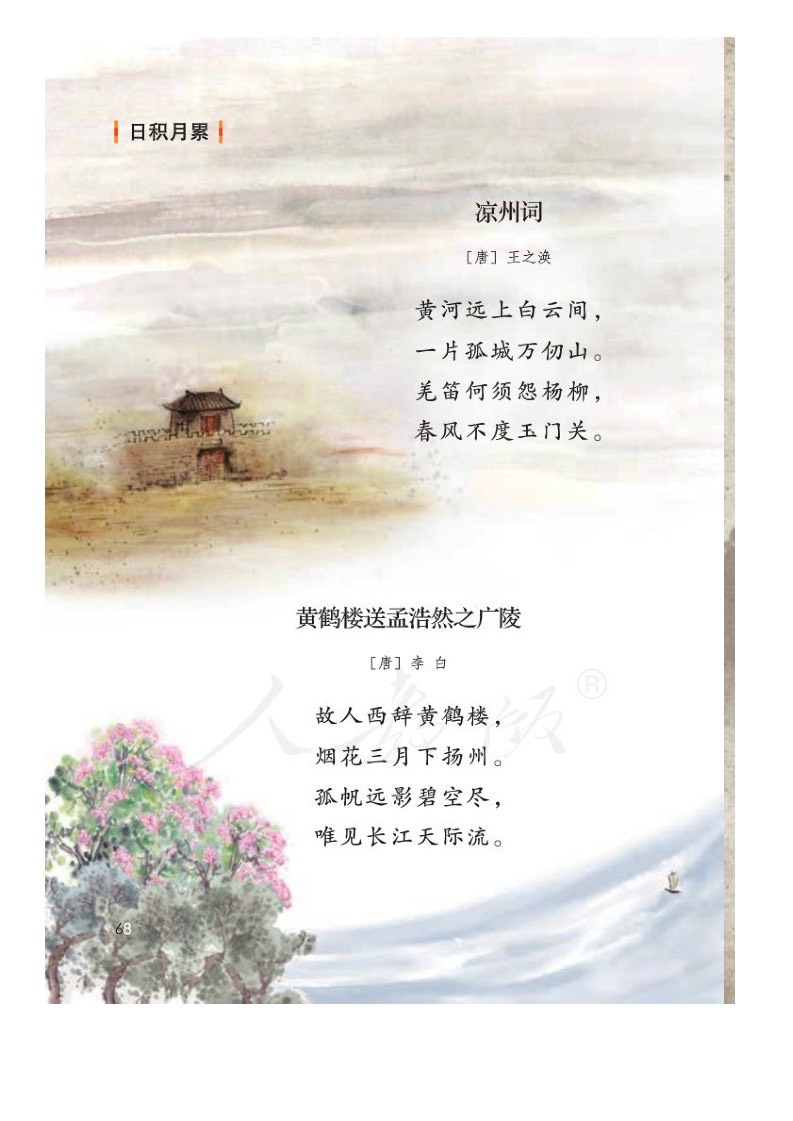 日积月累
凉州词
［唐］王之涣
黄河远上白云间，
一片孤城万仞山。
羌笛何须怨杨柳，
春风不度玉门关。
黄鹤楼送孟浩然之广陵
［唐］李 白
人教版®
故人西辞黄鹤楼，
烟花三月下扬州。
孤帆远影碧空尽，
唯见长江天际流。
68